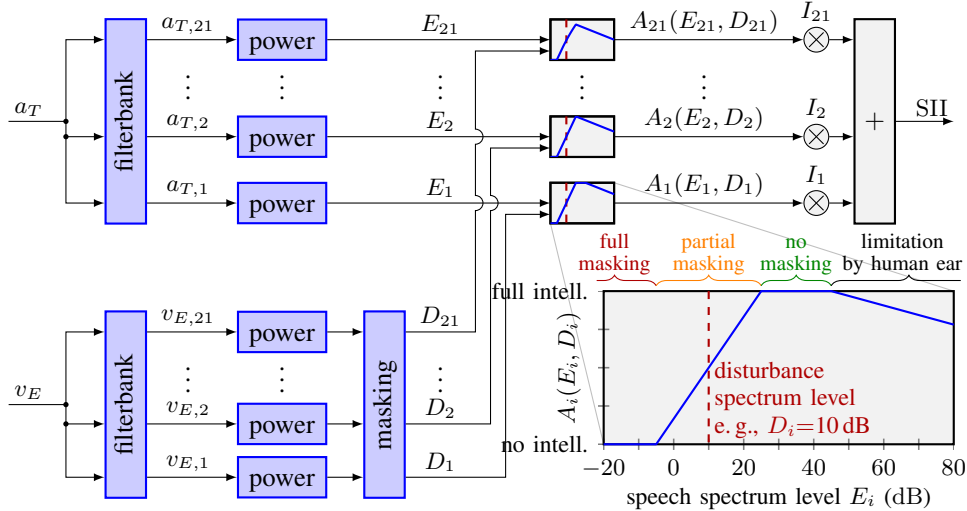 a_{T,21} power E_{21} A_{21}(E_{21}, D_{21}) I_{21}
⋮ ⋮ ⋮ ⋮
a_T filterbank a_{T,2} power E_2 A_2(E_2, D_2) I_2 + SII
a_{T,1} power E_1 A_1(E_1, D_1) I_1
full masking
partial masking
no masking
limitation by human ear
v_{E,21} power D_{21}
⋮ ⋮ ⋮
v_E filterbank v_{E,2} power masking D_2
v_{E,1} power D_1
full intell.
A_i(E_i, D_i)
no intell.
disturbance
spectrum level
e. g., D_i=10 dB
−20 0 20 40 60 80
speech spectrum level E_i (dB)